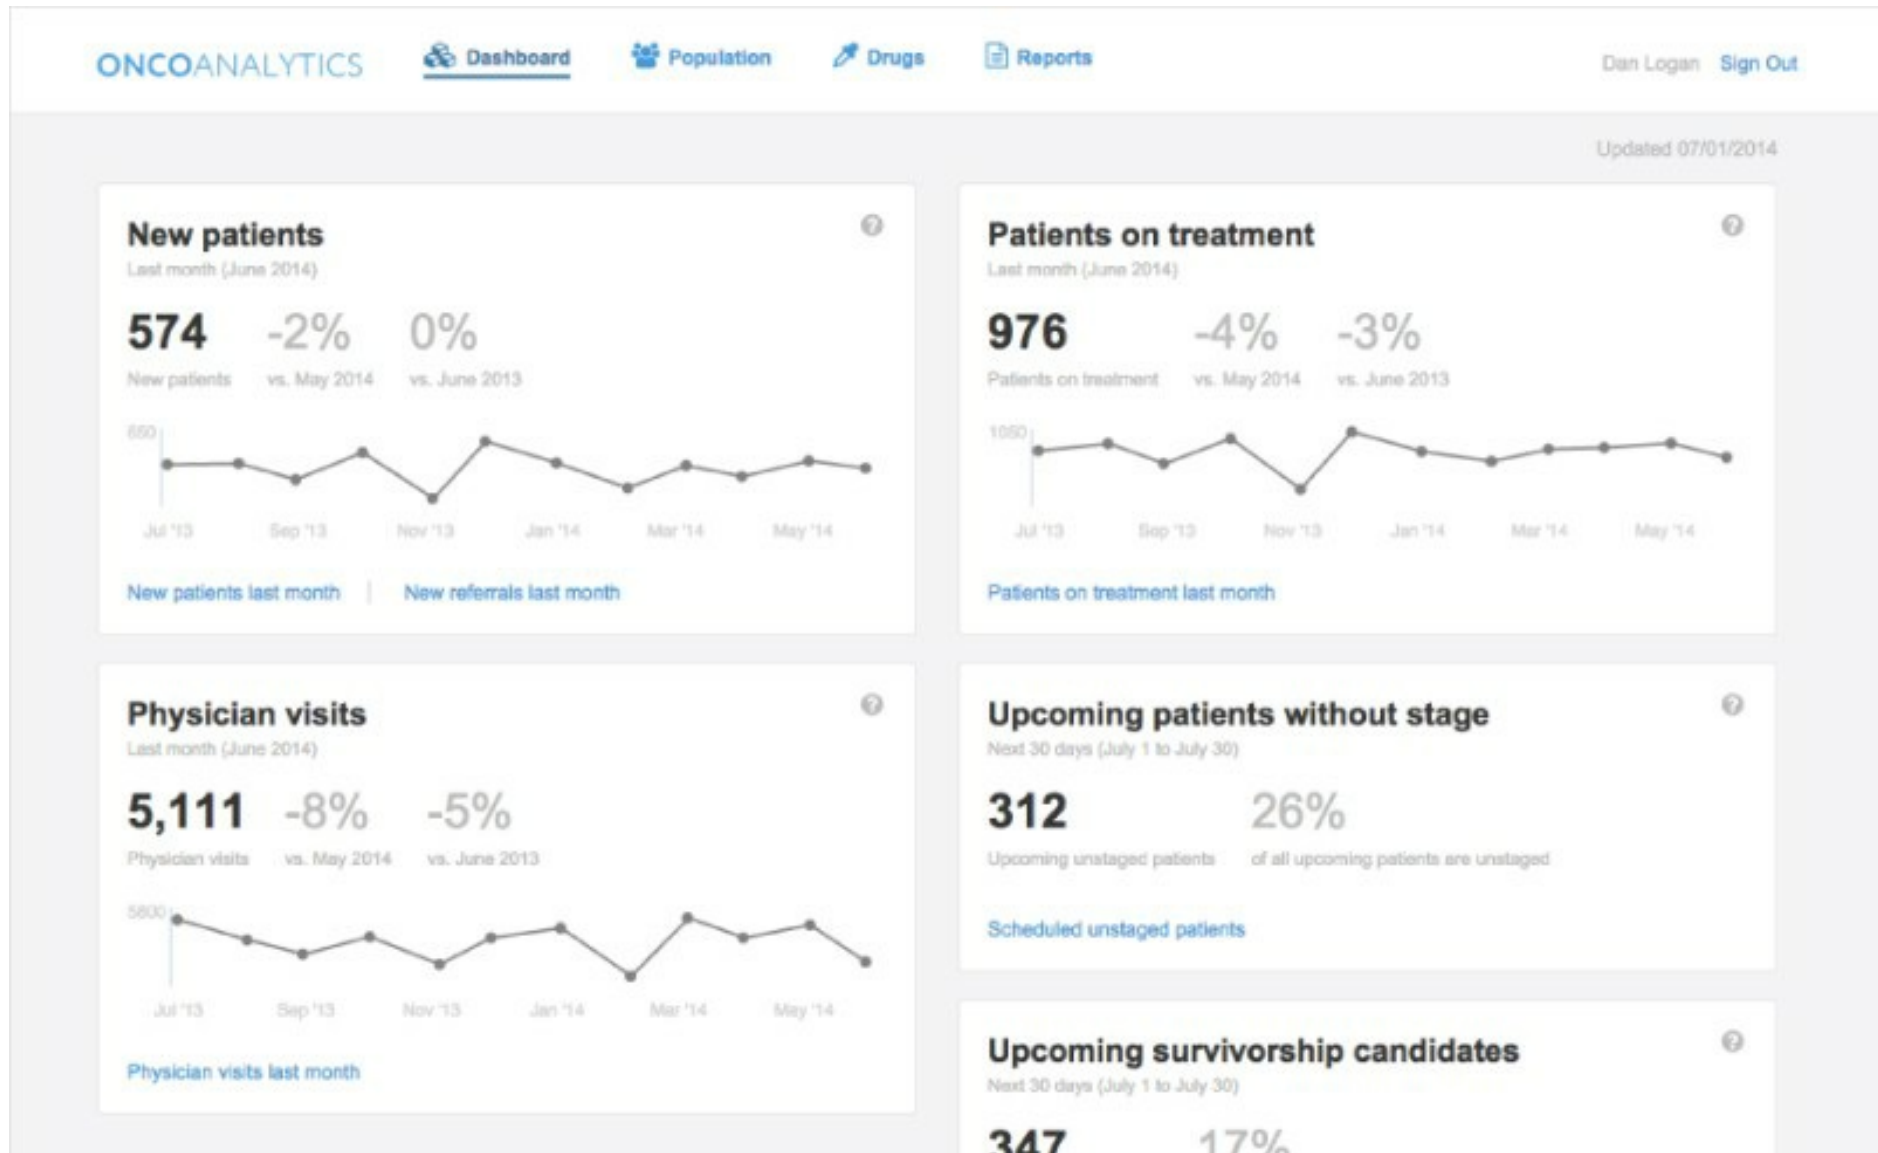 ONCOANALYTICS Dashboard Population Drugs Reports Dan Logan Sign Out
Updated 07/01/2014
New patients
Last month (June 2014)
574 -2% 0%
New patients vs. May 2014 vs. June 2013
650
Jul '13 Sep '13 Nov '13 Jan '14 Mar '14 May '14
New patients last month New referrals last month
Patients on treatment
Last month (June 2014)
976 -4% -3%
Patients on treatment vs. May 2014 vs. June 2013
1050
Jul '13 Sep '13 Nov '13 Jan '14 Mar '14 May '14
Patients on treatment last month
Physician visits
Last month (June 2014)
5,111 -8% -5%
Physician visits vs. May 2014 vs. June 2013
5800
Jul '13 Sep '13 Nov '13 Jan '14 Mar '14 May '14
Physician visits last month
Upcoming patients without stage
Next 30 days (July 1 to July 30)
312 26%
Upcoming unstaged patients of all upcoming patients are unstaged
Scheduled unstaged patients
Upcoming survivorship candidates
Next 30 days (July 1 to July 30)
347 17%